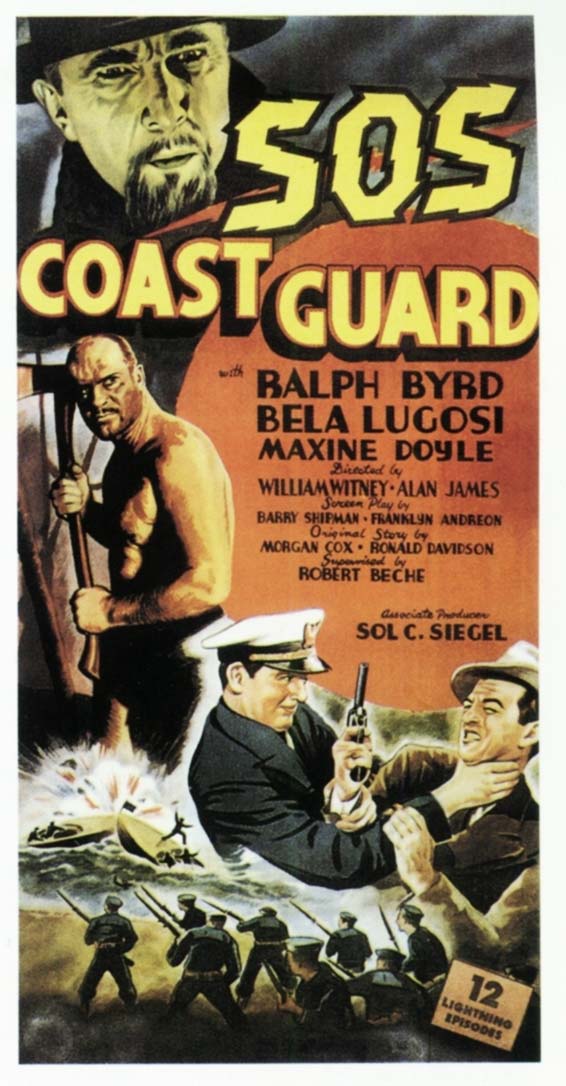 SOS
COAST GUARD
with RALPH BYRD
BELA LUGOSI
MAXINE DOYLE
Directed by
WILLIAM WITNEY · ALAN JAMES
Screen Play by
BARRY SHIPMAN · FRANKLYN ANDREON
Original Story by
MORGAN COX · RONALD DAVIDSON
Supervised by
ROBERT BECHE
Associate Producer
SOL C. SIEGEL
12
LIGHTNING
EPISODES